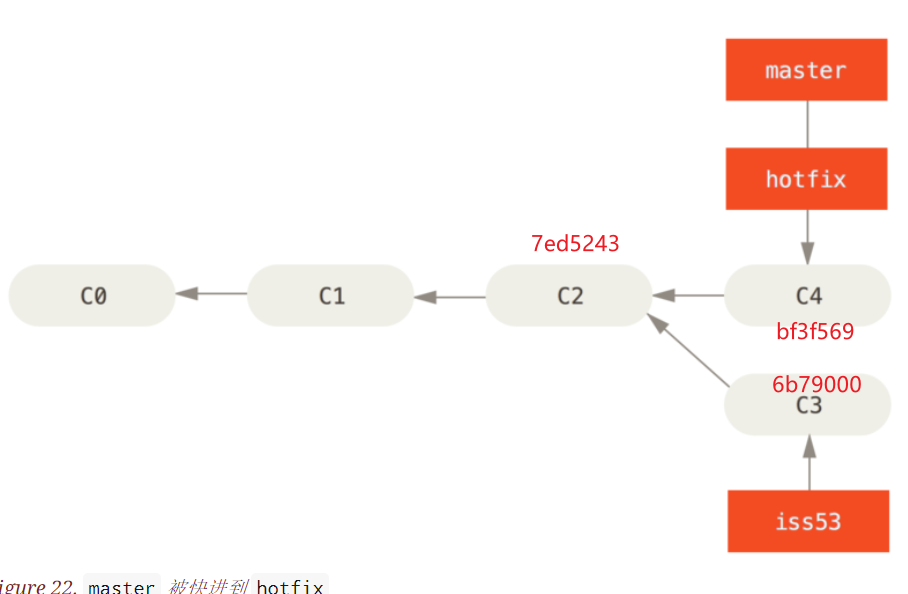 master
hotfix
7ed5243
C0 C1 C2 C4
bf3f569
6b79000
C3
iss53
igure 22. master 被快进到 hotfix